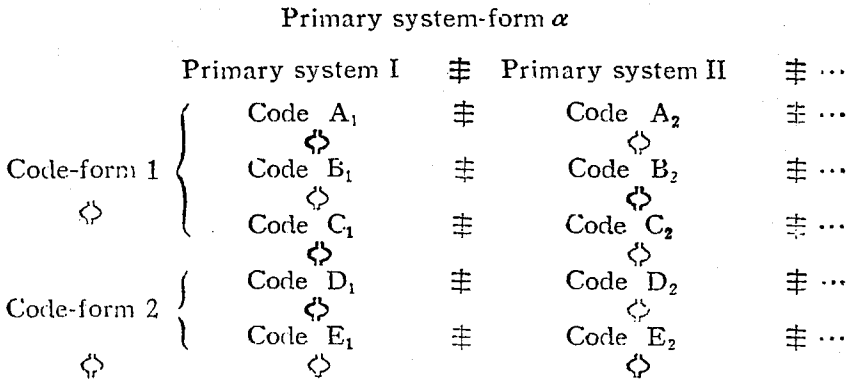 Primary system-form α
Primary system I ⋕ Primary system II ⋕ ...
Code A₁ ⋕ Code A₂ ⋕ ...
Code-form 1
Code B₁ ⋕ Code B₂ ⋕ ...
Code C₁ ⋕ Code C₂ ⋕ ...
Code D₁ ⋕ Code D₂ ⋕ ...
Code-form 2
Code E₁ ⋕ Code E₂ ⋕ ...